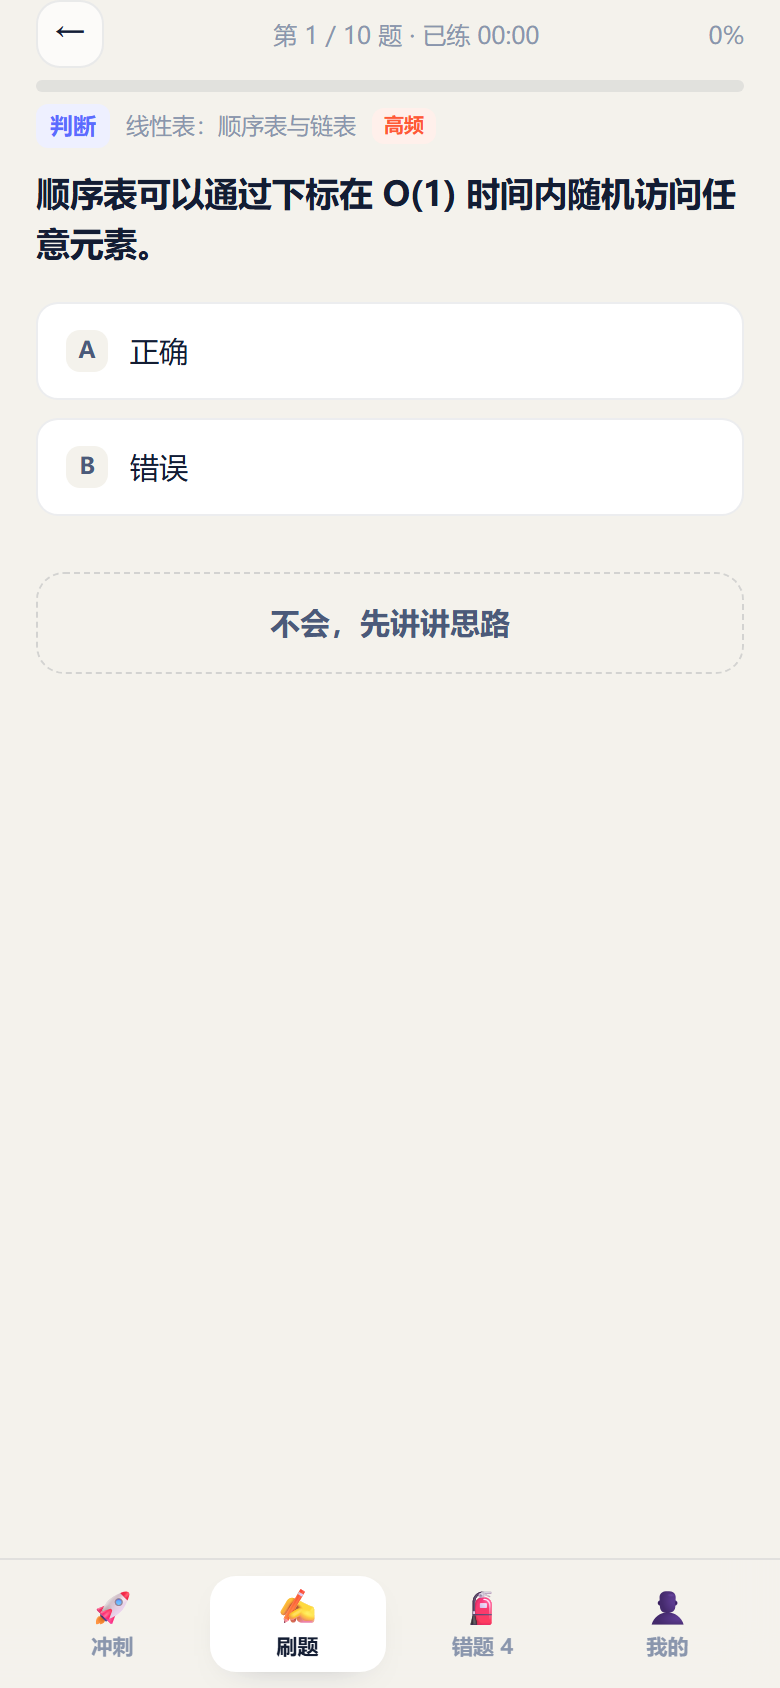 ←
第 1 / 10 题 · 已练 00:00
0%
判断 线性表：顺序表与链表 高频
顺序表可以通过下标在 O(1) 时间内随机访问任
意元素。
A 正确
B 错误
不会，先讲讲思路
冲刺
刷题
错题 4
我的